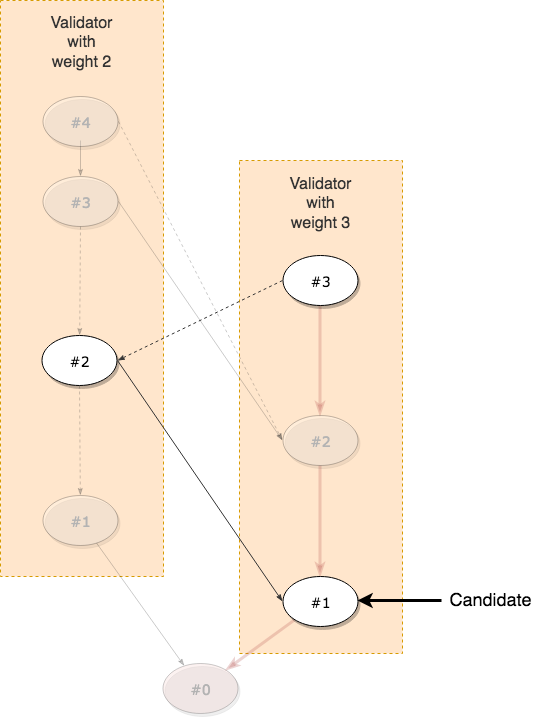 Validator
with
weight 2
#4
Validator
with
weight 3
#3
#3
#2
#2
#1
#1
Candidate
#0